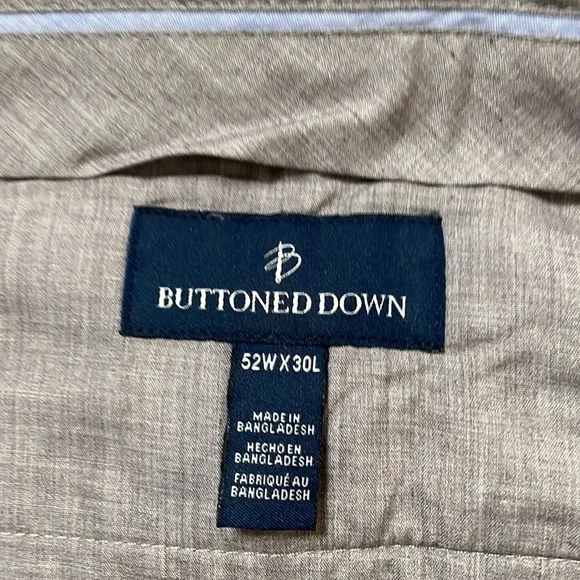 B
BUTTONED DOWN
52W X 30L
MADE IN
BANGLADESH
HECHO EN
BANGLADESH
FABRIQUÉ AU
BANGLADESH